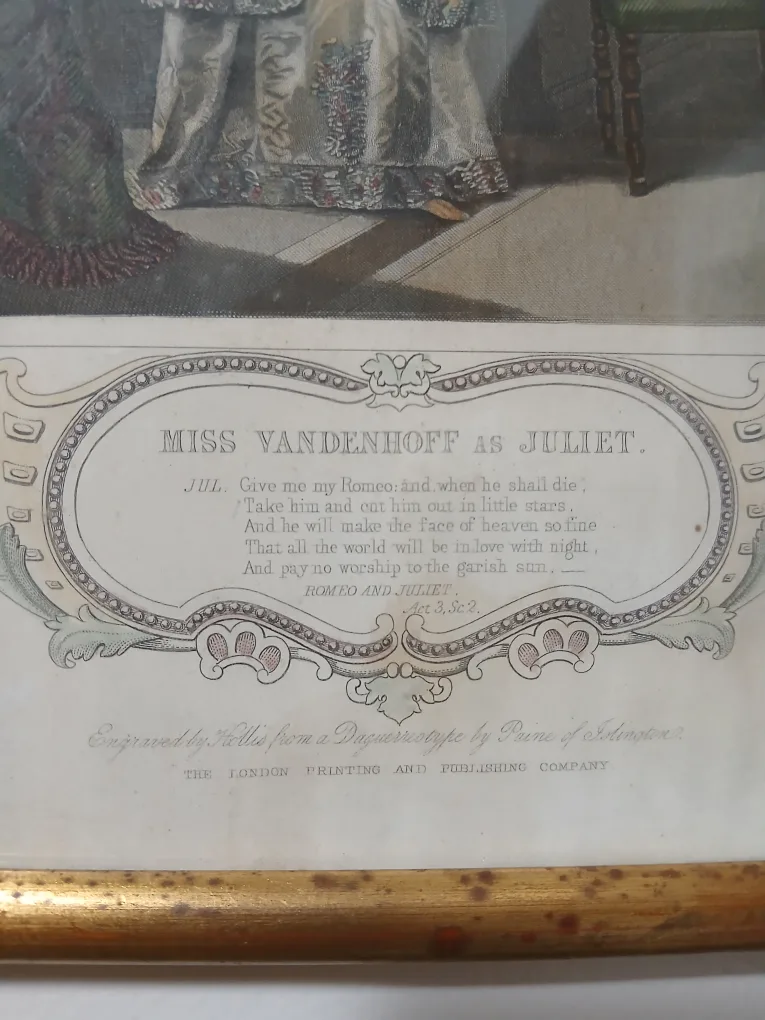 MISS VANDENHOFF AS JULIET.
JUL. Give me my Romeo: and, when he shall die,
Take him and cut him out in little stars,
And he will make the face of heaven so fine
That all the world will be in love with night,
And pay no worship to the garish sun. —
ROMEO AND JULIET.
Act 3, Sc. 2.
Engraved by Hollis from a Daguerreotype by Paine of Islington.
THE LONDON PRINTING AND PUBLISHING COMPANY